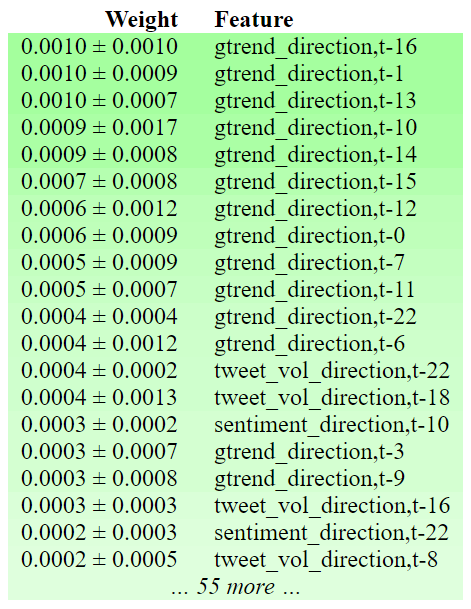 Weight Feature
0.0010 ± 0.0010 gtrend_direction,t-16
0.0010 ± 0.0009 gtrend_direction,t-1
0.0010 ± 0.0007 gtrend_direction,t-13
0.0009 ± 0.0017 gtrend_direction,t-10
0.0009 ± 0.0008 gtrend_direction,t-14
0.0007 ± 0.0008 gtrend_direction,t-15
0.0006 ± 0.0012 gtrend_direction,t-12
0.0006 ± 0.0009 gtrend_direction,t-0
0.0005 ± 0.0009 gtrend_direction,t-7
0.0005 ± 0.0007 gtrend_direction,t-11
0.0004 ± 0.0004 gtrend_direction,t-22
0.0004 ± 0.0012 gtrend_direction,t-6
0.0004 ± 0.0002 tweet_vol_direction,t-22
0.0004 ± 0.0013 tweet_vol_direction,t-18
0.0003 ± 0.0002 sentiment_direction,t-10
0.0003 ± 0.0007 gtrend_direction,t-3
0.0003 ± 0.0008 gtrend_direction,t-9
0.0003 ± 0.0003 tweet_vol_direction,t-16
0.0002 ± 0.0003 sentiment_direction,t-22
0.0002 ± 0.0005 tweet_vol_direction,t-8
… 55 more …